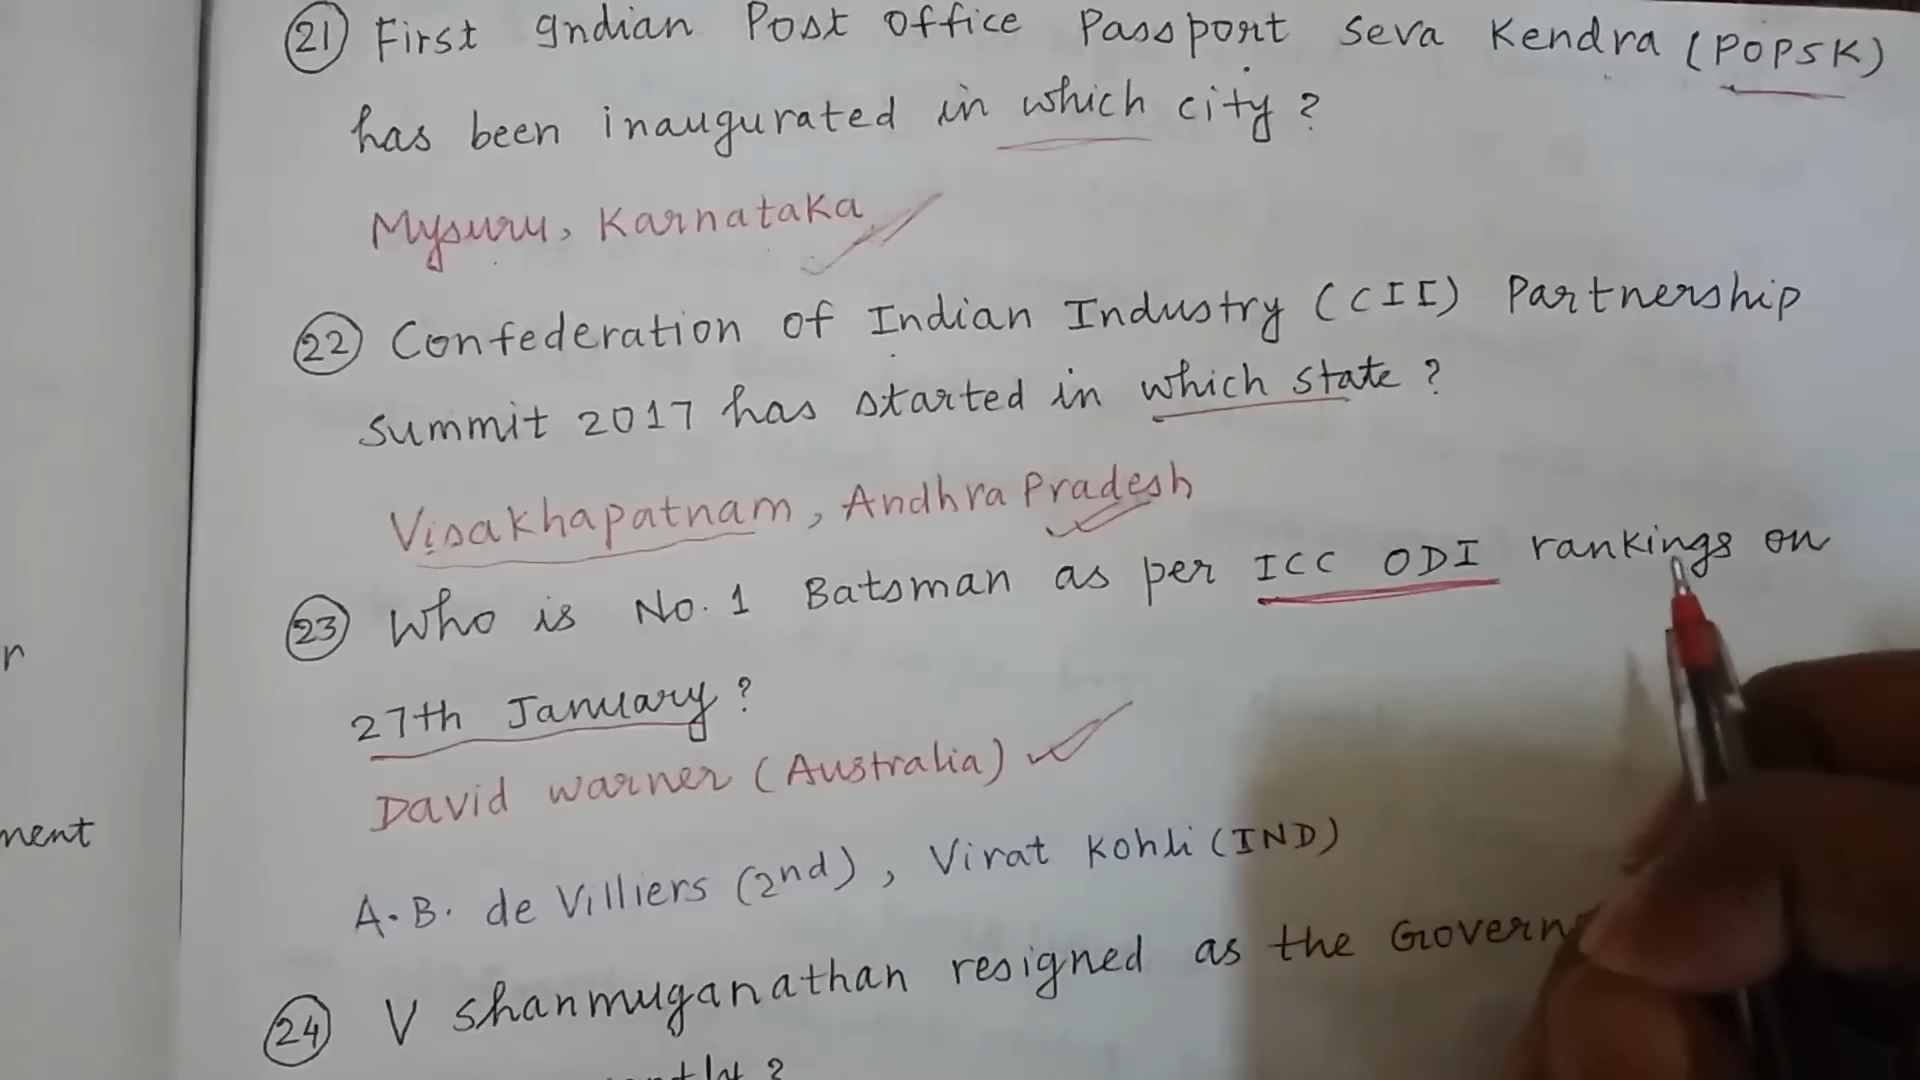 (21) First Indian Post Office Passport Seva Kendra (POPSK)
has been inaugurated in which city ?
Mysuru, Karnataka
(22) Confederation of Indian Industry (CII) Partnership
Summit 2017 has started in which state ?
Visakhapatnam, Andhra Pradesh
(23) Who is No. 1 Batsman as per ICC ODI rankings on
27th January ?
David Warner (Australia)
A.B. de Villiers (2nd), Virat Kohli (IND)
(24) V Shanmuganathan resigned as the
r
ment